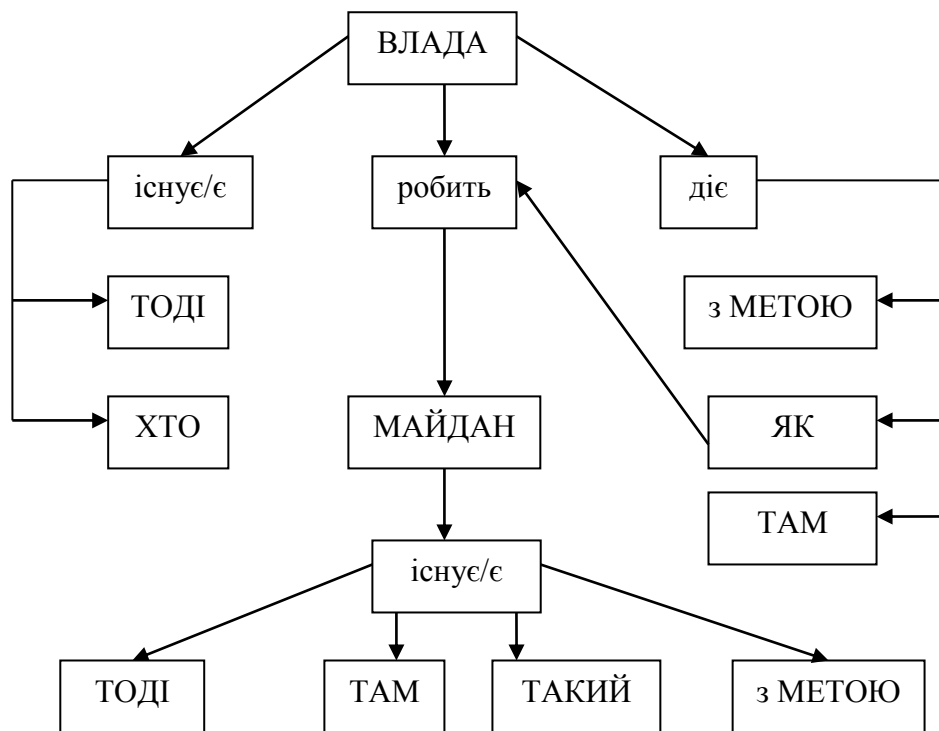 ВЛАДА
існує/є
робить
діє
ТОДІ
з МЕТОЮ
ХТО
МАЙДАН
ЯК
ТАМ
існує/є
ТОДІ
ТАМ
ТАКИЙ
з МЕТОЮ